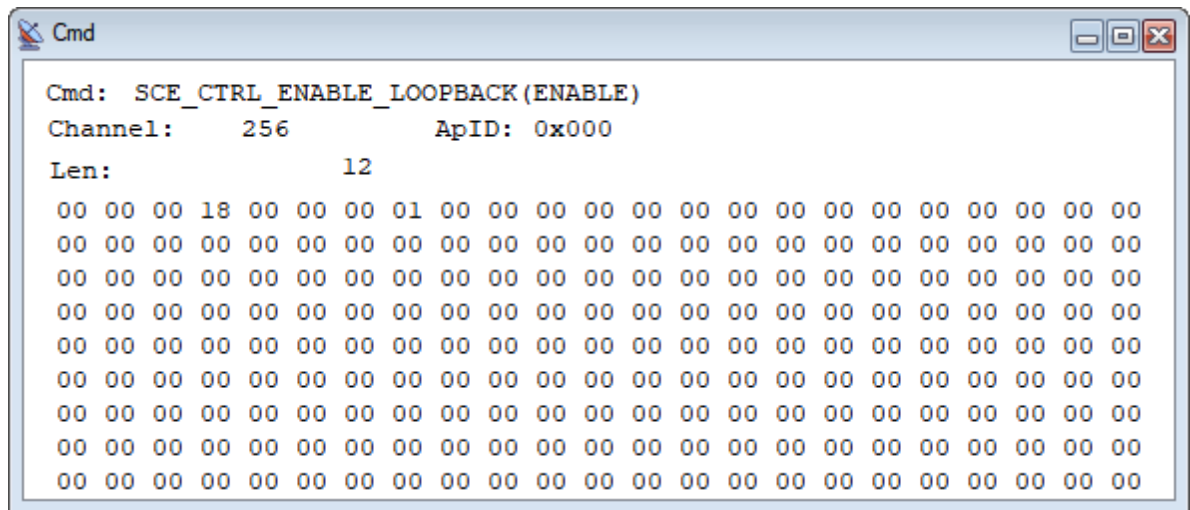 Cmd
Cmd: SCE_CTRL_ENABLE_LOOPBACK(ENABLE)
Channel: 256 ApID: 0x000
Len: 12
00 00 00 18 00 00 00 01 00 00 00 00 00 00 00 00 00 00 00 00 00 00 00
00 00 00 00 00 00 00 00 00 00 00 00 00 00 00 00 00 00 00 00 00 00 00
00 00 00 00 00 00 00 00 00 00 00 00 00 00 00 00 00 00 00 00 00 00 00
00 00 00 00 00 00 00 00 00 00 00 00 00 00 00 00 00 00 00 00 00 00 00
00 00 00 00 00 00 00 00 00 00 00 00 00 00 00 00 00 00 00 00 00 00 00
00 00 00 00 00 00 00 00 00 00 00 00 00 00 00 00 00 00 00 00 00 00 00
00 00 00 00 00 00 00 00 00 00 00 00 00 00 00 00 00 00 00 00 00 00 00
00 00 00 00 00 00 00 00 00 00 00 00 00 00 00 00 00 00 00 00 00 00 00
00 00 00 00 00 00 00 00 00 00 00 00 00 00 00 00 00 00 00 00 00 00 00